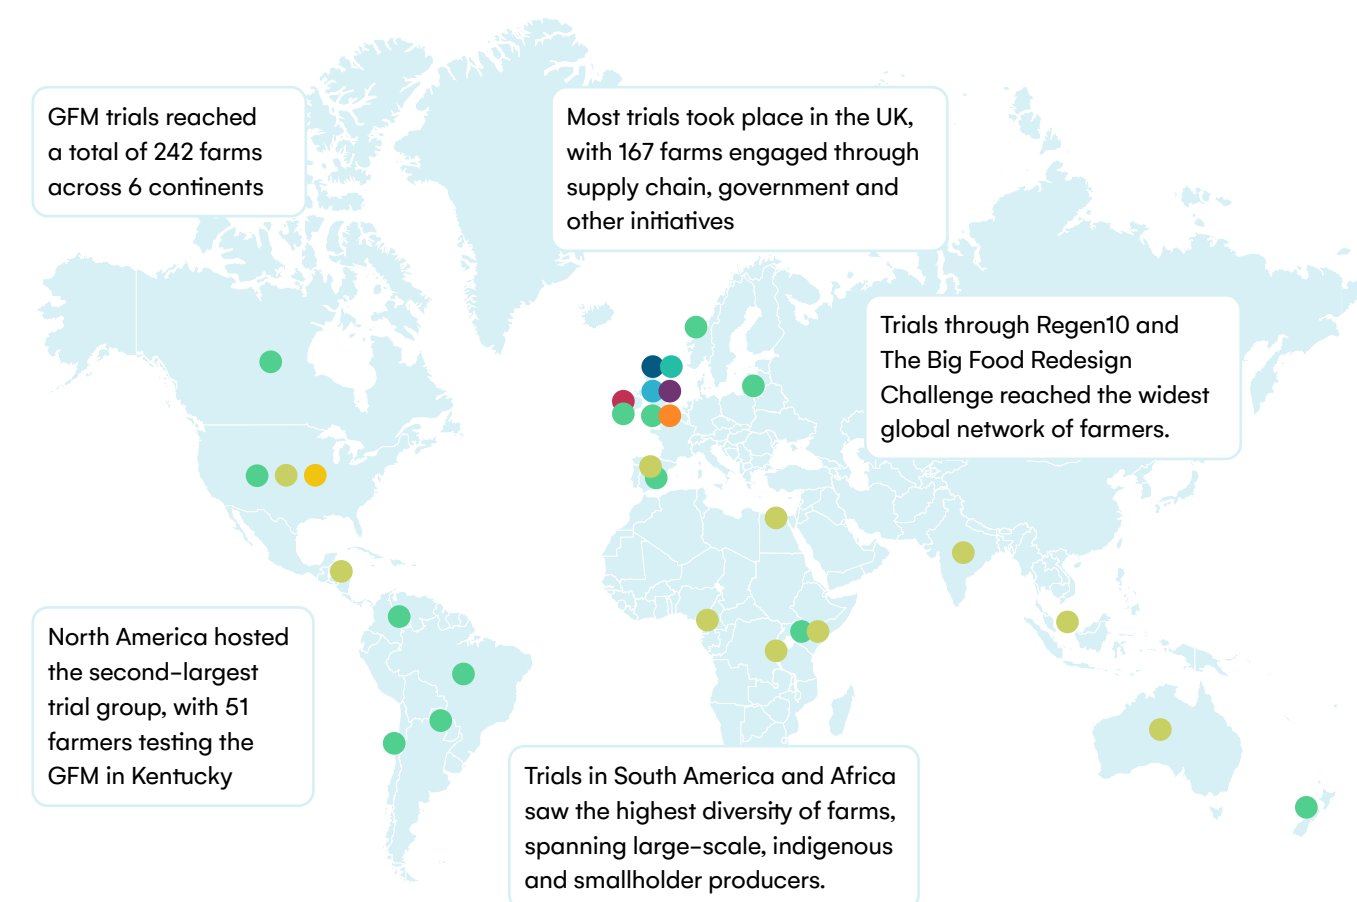 GFM trials reached
a total of 242 farms
across 6 continents
Most trials took place in the UK,
with 167 farms engaged through
supply chain, government and
other initiatives
Trials through Regen10 and
The Big Food Redesign
Challenge reached the widest
global network of farmers.
North America hosted
the second-largest
trial group, with 51
farmers testing the
GFM in Kentucky
Trials in South America and Africa
saw the highest diversity of farms,
spanning large-scale, indigenous
and smallholder producers.